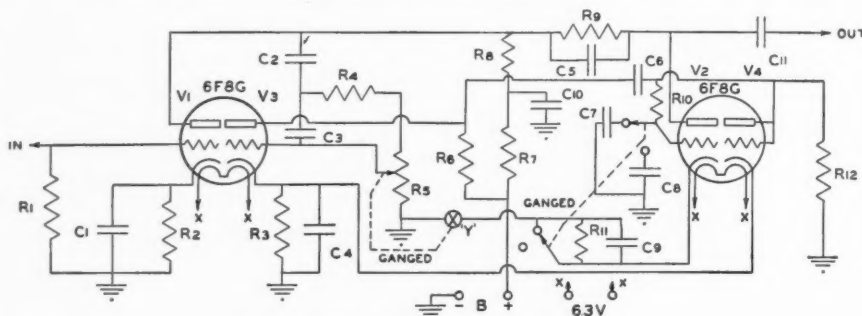 R9
OUT
C2
R8
C5
C6
C11
R4
6F8G
V1
V3
C10
V2
V4
6F8G
C7
R10
IN
C3
R5
R6
R7
C8
R12
R1
C1
R2
X
X
R3
C4
GANGED
"Y"
GANGED
R11
C9
X
X
- B +
X
X
6.3V